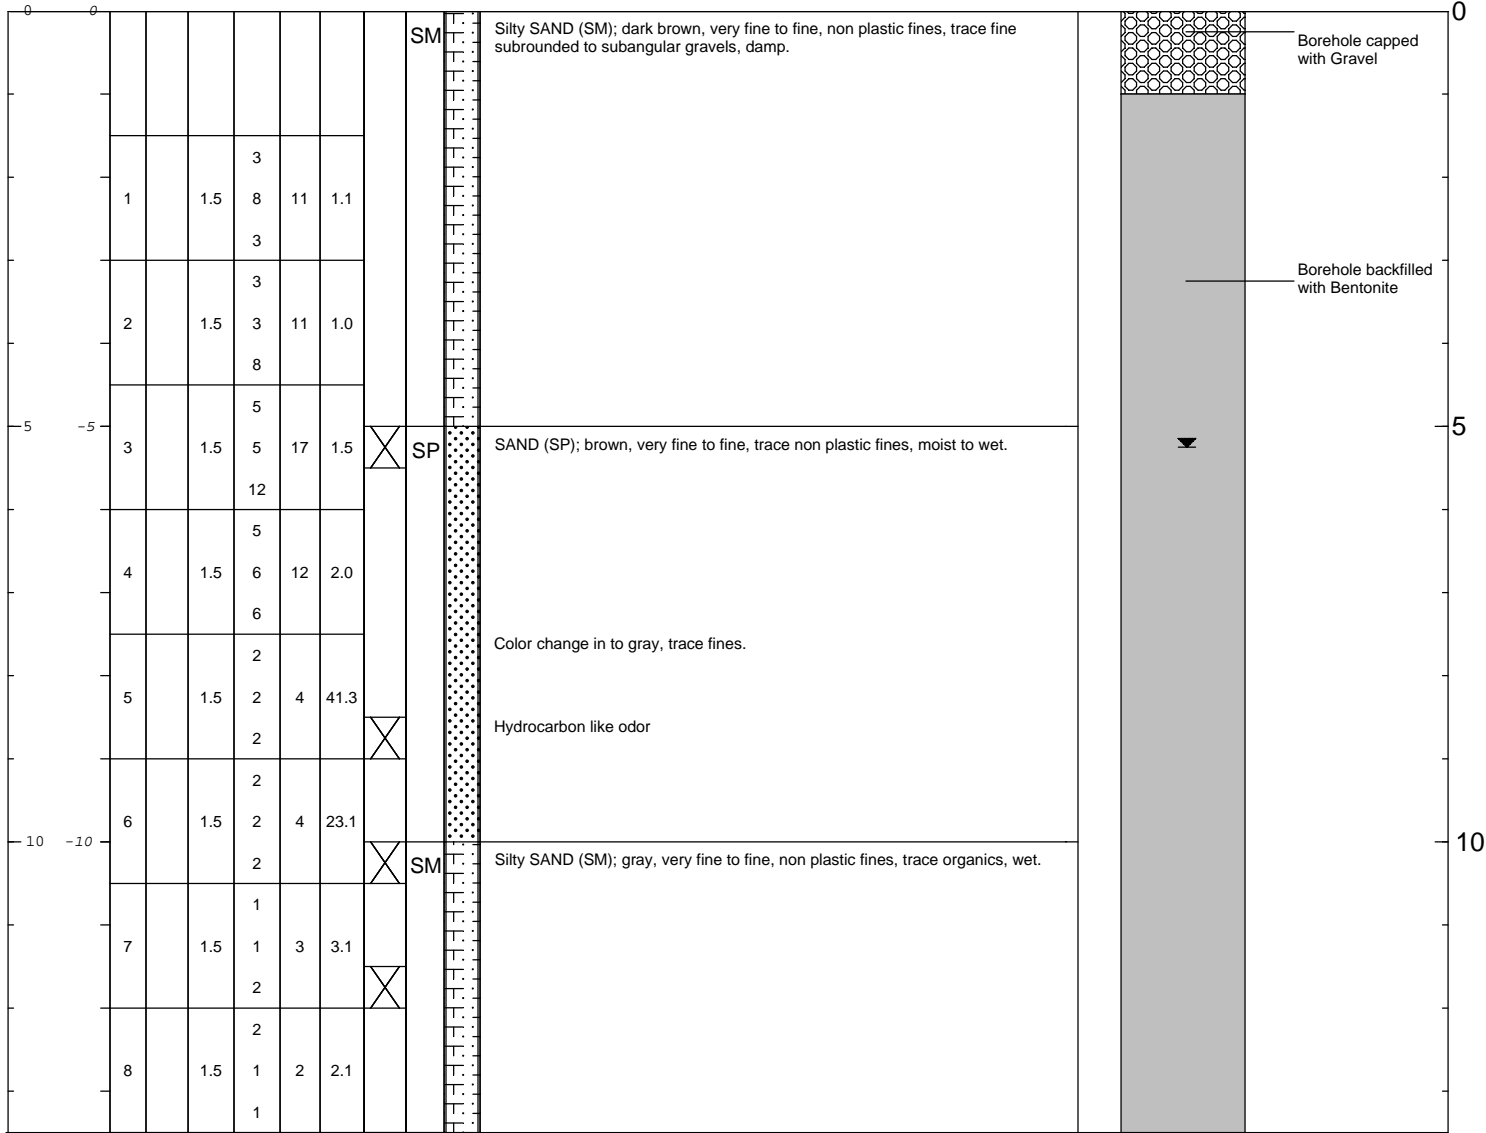 0 0 0
SM Silty SAND (SM); dark brown, very fine to fine, non plastic fines, trace fine
subrounded to subangular gravels, damp.
Borehole capped
with Gravel
3
1 1.5 8 11 1.1
3
3
Borehole backfilled
with Bentonite
2 1.5 3 11 1.0
8
5
5 -5 5
3 1.5 5 17 1.5 SP SAND (SP); brown, very fine to fine, trace non plastic fines, moist to wet.
12
5
4 1.5 6 12 2.0
6
Color change in to gray, trace fines.
2
5 1.5 2 4 41.3
Hydrocarbon like odor
2
2
6 1.5 2 4 23.1
10 -10 10
2 SM Silty SAND (SM); gray, very fine to fine, non plastic fines, trace organics, wet.
1
7 1.5 1 3 3.1
2
2
8 1.5 1 2 2.1
1